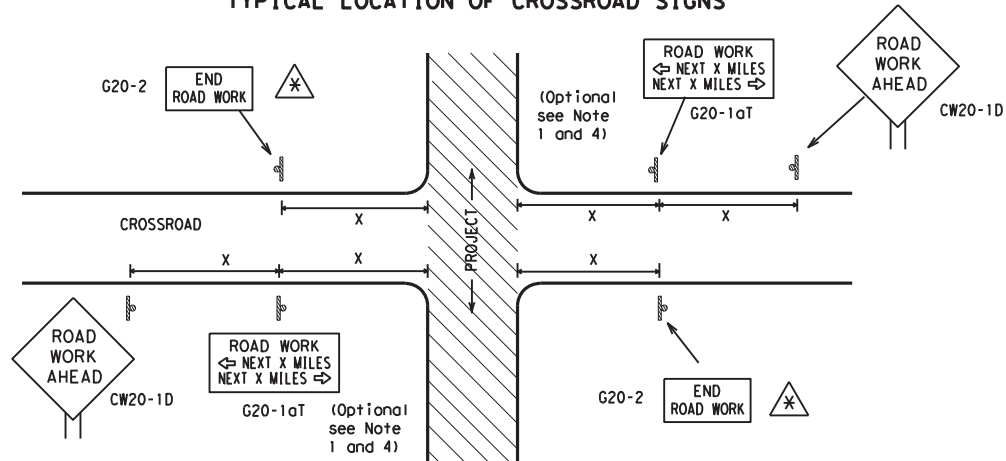 TYPICAL LOCATION OF CROSSROAD SIGNS
G20-2
END
ROAD WORK
*
(Optional
see Note
1 and 4)
ROAD WORK
⇦ NEXT X MILES
NEXT X MILES ⇨
G20-1aT
ROAD
WORK
AHEAD
CW20-1D
X
X
X
CROSSROAD
PROJECT
X
X
X
ROAD
WORK
AHEAD
CW20-1D
ROAD WORK
⇦ NEXT X MILES
NEXT X MILES ⇨
G20-1aT
(Optional
see Note
1 and 4)
G20-2
END
ROAD WORK
*